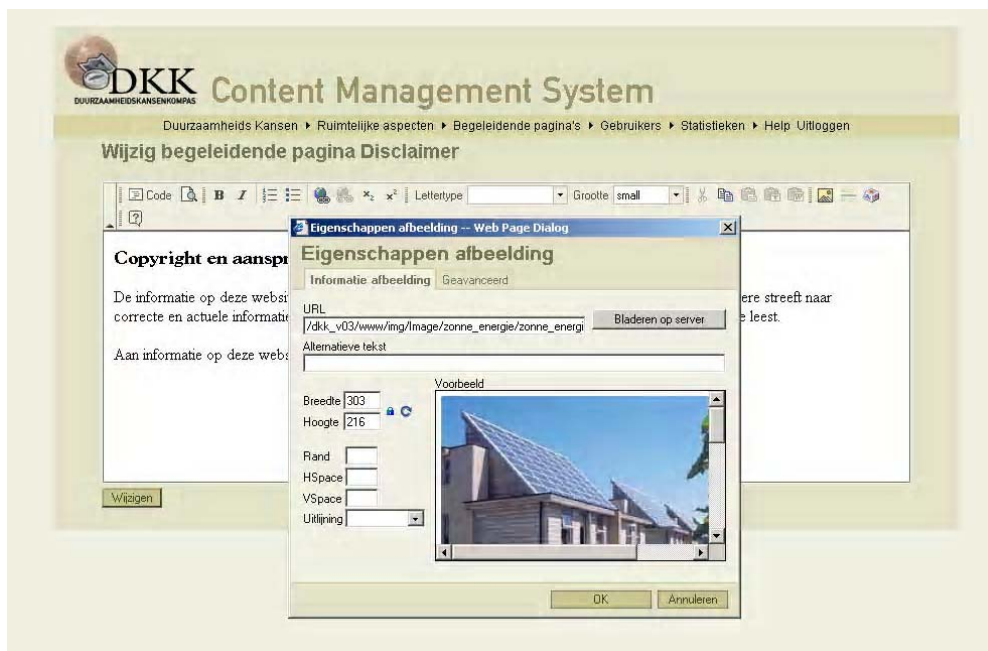 DKK
DUURZAAMHEIDSKANSENKOMPAS
Content Management System
Duurzaamheids Kansen Ruimtelijke aspecten Begeleidende pagina's Gebruikers Statistieken Help Uitloggen
Wijzig begeleidende pagina Disclaimer
Code B I x₂ x² Lettertype Grootte small
Eigenschappen afbeelding -- Web Page Dialog
Eigenschappen afbeelding
Informatie afbeelding Geavanceerd
Copyright en aanspr
De informatie op deze websi ere streeft naar
correcte en actuele informatie e leest.
Aan informatie op deze webs
URL
/dkk_v03/www/img/Image/zonne_energie/zonne_energi Bladeren op server
Alternatieve tekst
Voorbeeld
Breedte 303
Hoogte 216
Rand
HSpace
VSpace
Uitlijning
Wijzigen
OK Annuleren